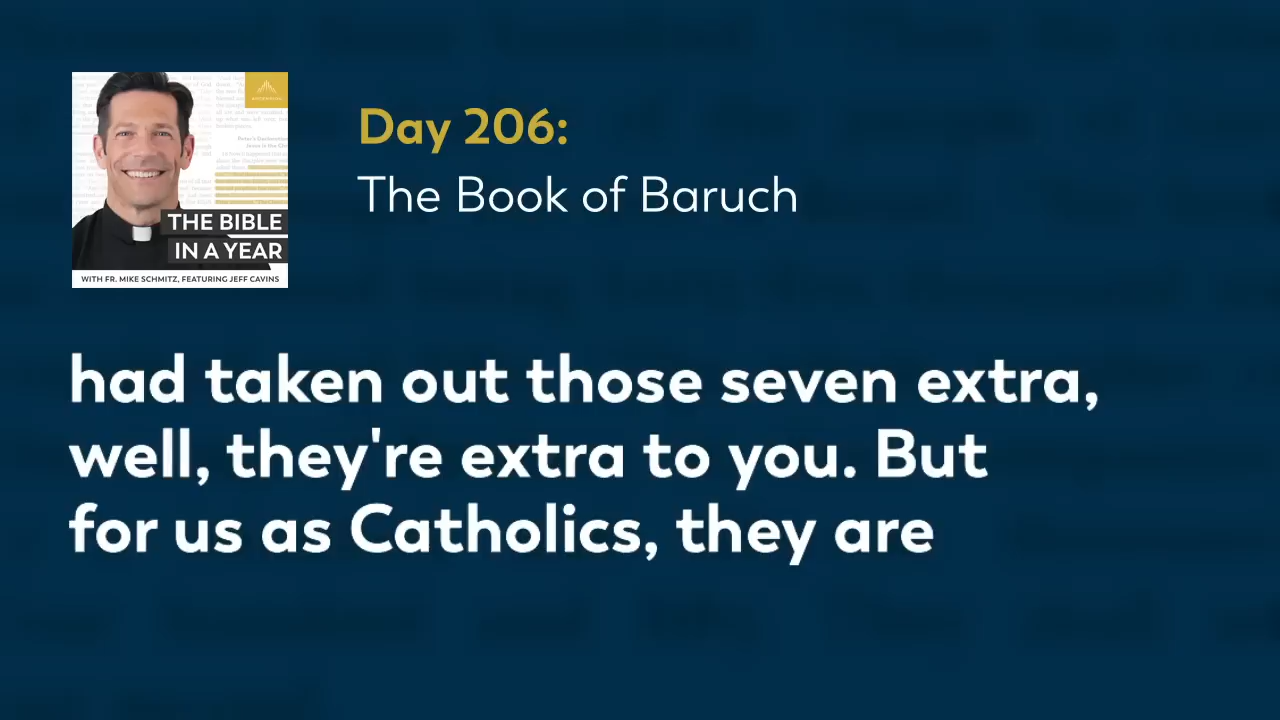 Day 206:
The Book of Baruch
THE BIBLE
IN A YEAR
WITH FR. MIKE SCHMITZ, FEATURING JEFF CAVINS
had taken out those seven extra,
well, they're extra to you. But
for us as Catholics, they are